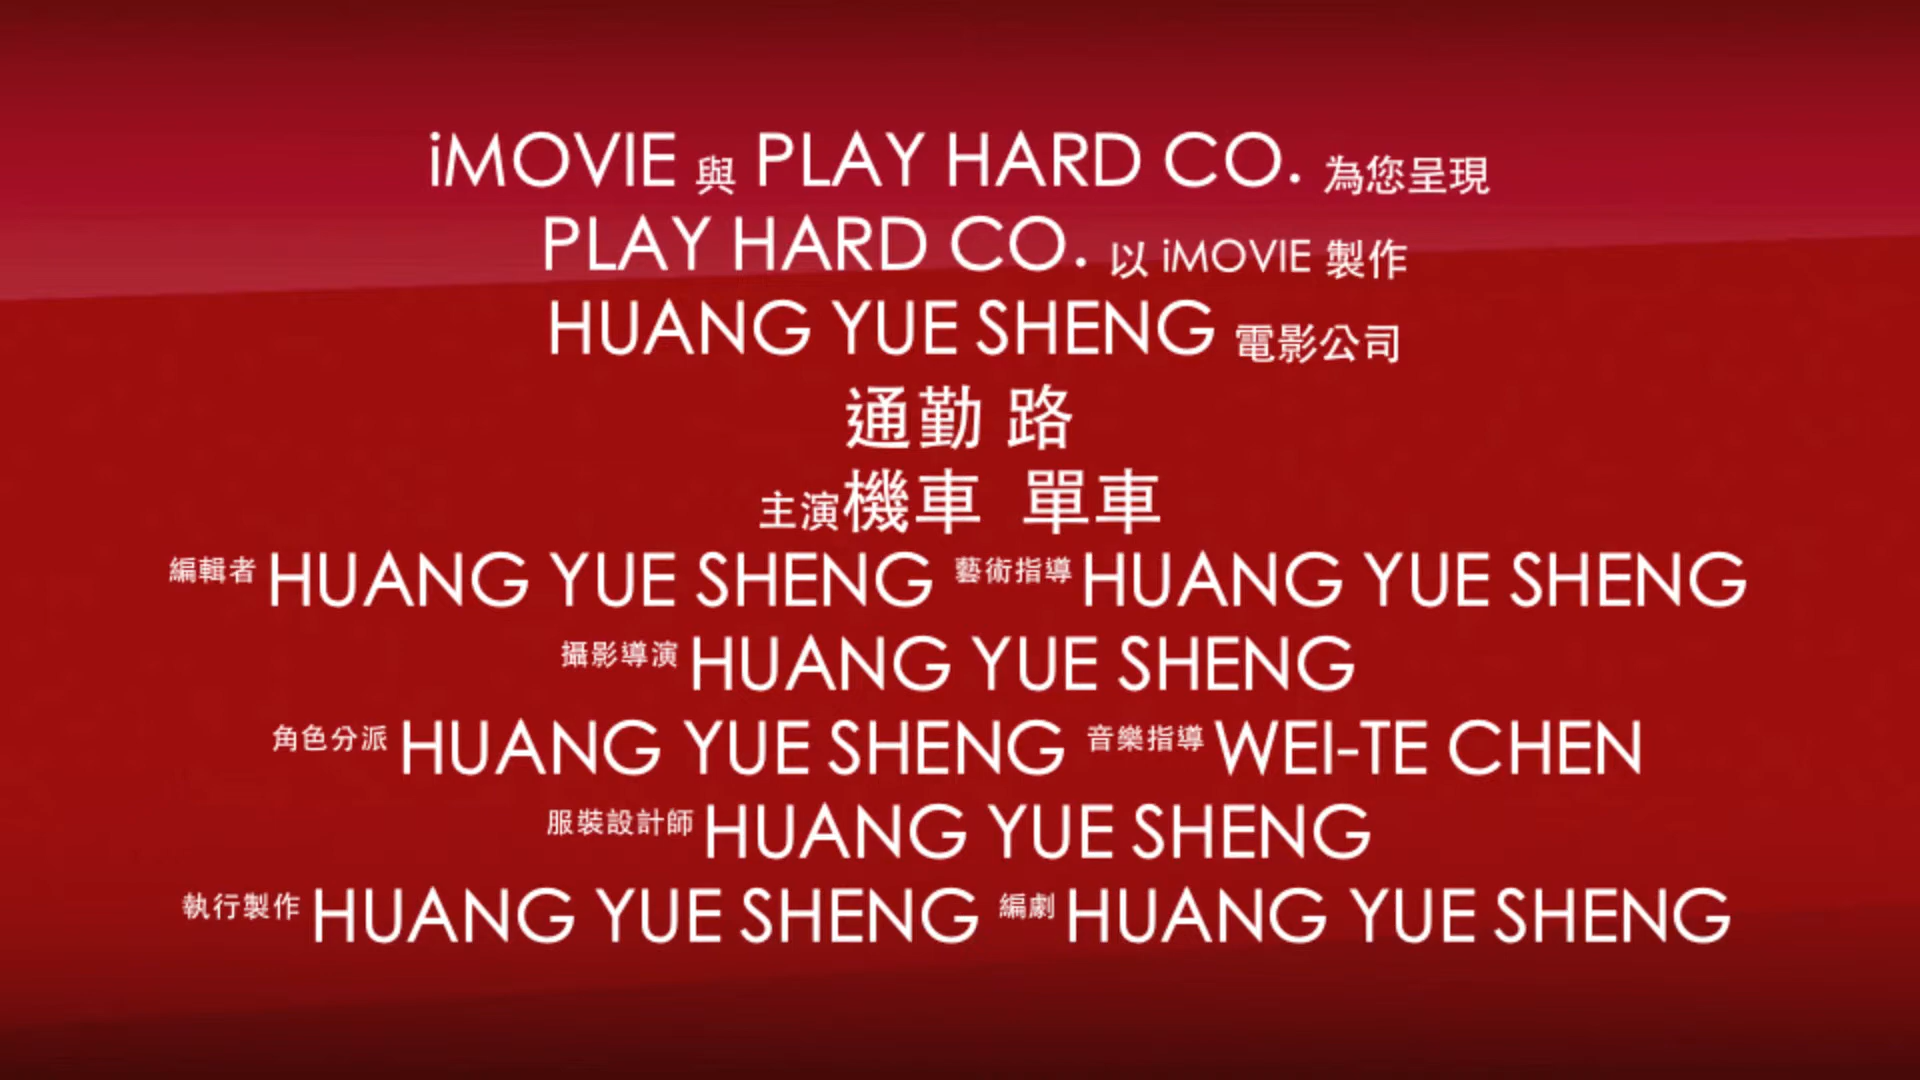 iMOVIE 與 PLAY HARD CO. 為您呈現
PLAY HARD CO. 以 iMOVIE 製作
HUANG YUE SHENG 電影公司
通勤 路
主演機車 單車
編輯者 HUANG YUE SHENG 藝術指導 HUANG YUE SHENG
攝影導演 HUANG YUE SHENG
角色分派 HUANG YUE SHENG 音樂指導 WEI-TE CHEN
服裝設計師 HUANG YUE SHENG
執行製作 HUANG YUE SHENG 編劇 HUANG YUE SHENG